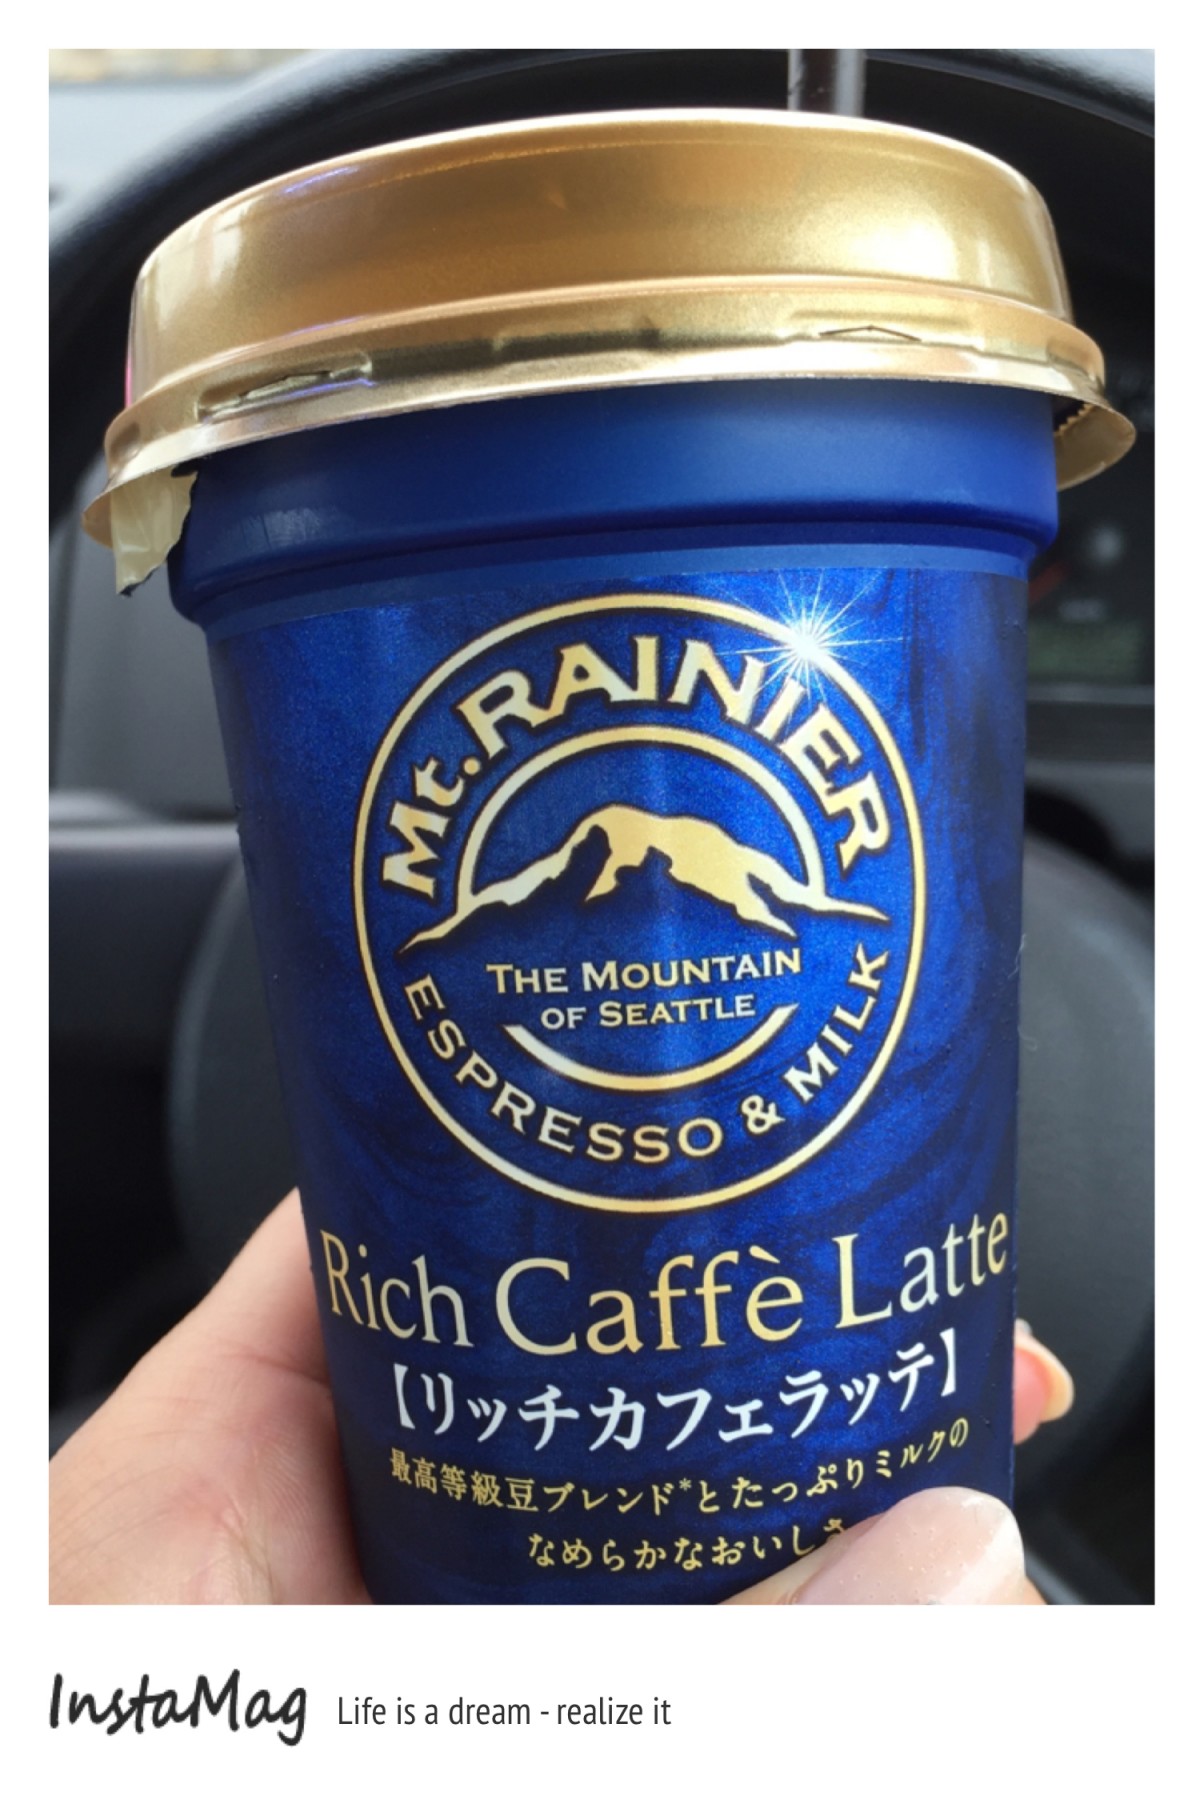 Mt. RAINIER
THE MOUNTAIN
OF SEATTLE
ESPRESSO & MILK
Rich Caffè Latte
【リッチカフェラッテ】
最高等級豆ブレンド*とたっぷりミルクの
なめらかなおいしさ
InstaMag Life is a dream - realize it